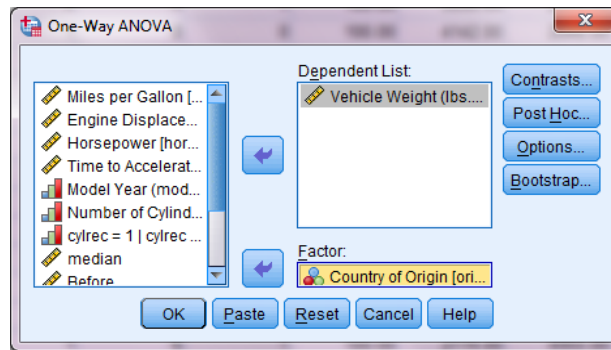 One-Way ANOVA
Miles per Gallon [...
Engine Displace...
Horsepower [hor...
Time to Accelerat...
Model Year (mod...
Number of Cylind...
cylrec = 1 | cylrec ...
median
Before
Dependent List:
Vehicle Weight (lbs....
Factor:
Country of Origin [ori...
Contrasts...
Post Hoc...
Options...
Bootstrap...
OK Paste Reset Cancel Help